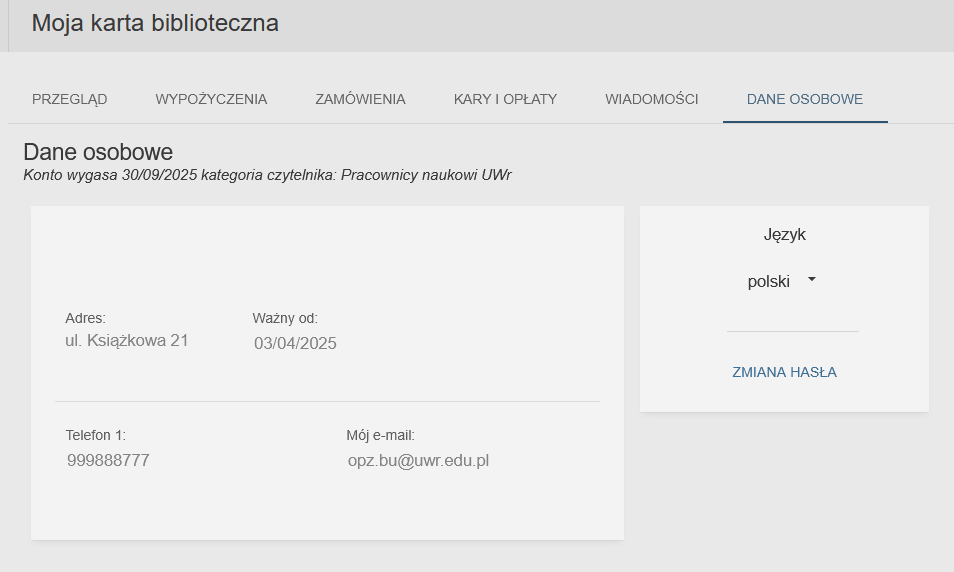 Moja karta biblioteczna
PRZEGLĄD WYPOŻYCZENIA ZAMÓWIENIA KARY I OPŁATY WIADOMOŚCI DANE OSOBOWE
Dane osobowe
Konto wygasa 30/09/2025 kategoria czytelnika: Pracownicy naukowi UWr
Adres:
ul. Książkowa 21
Ważny od:
03/04/2025
Telefon 1:
999888777
Mój e-mail:
opz.bu@uwr.edu.pl
Język
polski
ZMIANA HASŁA